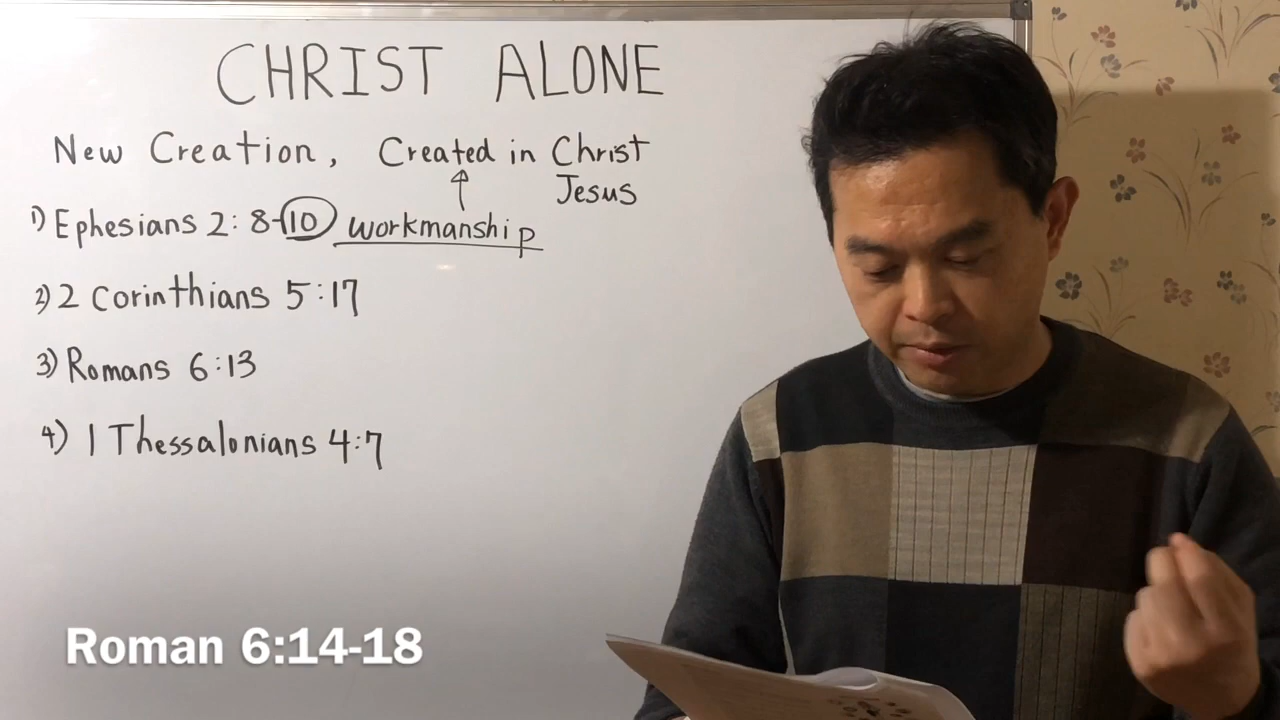 CHRIST ALONE
New Creation, Created in Christ
Jesus
1) Ephesians 2:8-10 workmanship
2) 2 Corinthians 5:17
3) Romans 6:13
4) 1 Thessalonians 4:7
Roman 6:14-18